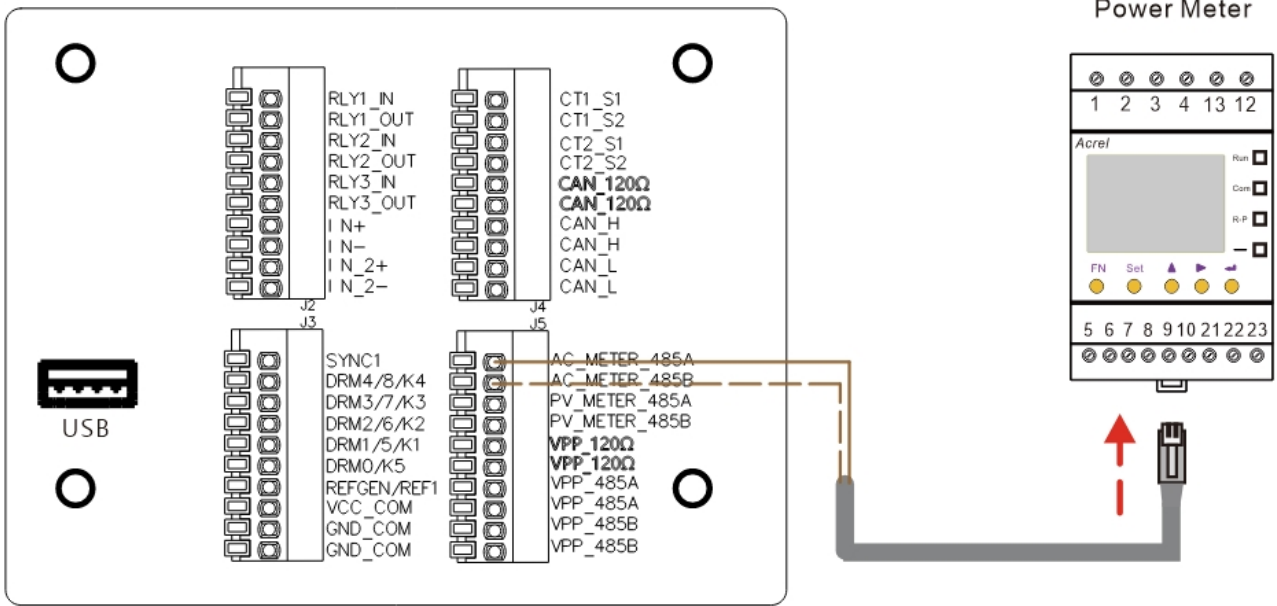 Power Meter
RLY1_IN
RLY1_OUT
RLY2_IN
RLY2_OUT
RLY3_IN
RLY3_OUT
I N+
I N-
I N_2+
I N_2-
J2
CT1_S1
CT1_S2
CT2_S1
CT2_S2
CAN_120Ω
CAN_120Ω
CAN_H
CAN_H
CAN_L
CAN_L
J4
J3
SYNC1
DRM4/8/K4
DRM3/7/K3
DRM2/6/K2
DRM1/5/K1
DRM0/K5
REFGEN/REF1
VCC_COM
GND_COM
GND_COM
J5
AC_METER_485A
AC_METER_485B
PV_METER_485A
PV_METER_485B
VPP_120Ω
VPP_120Ω
VPP_485A
VPP_485A
VPP_485B
VPP_485B
USB
1 2 3 4 13 12
Acrel
Run
Com
R-P
FN Set
5 6 7 8 9 10 21 22 23